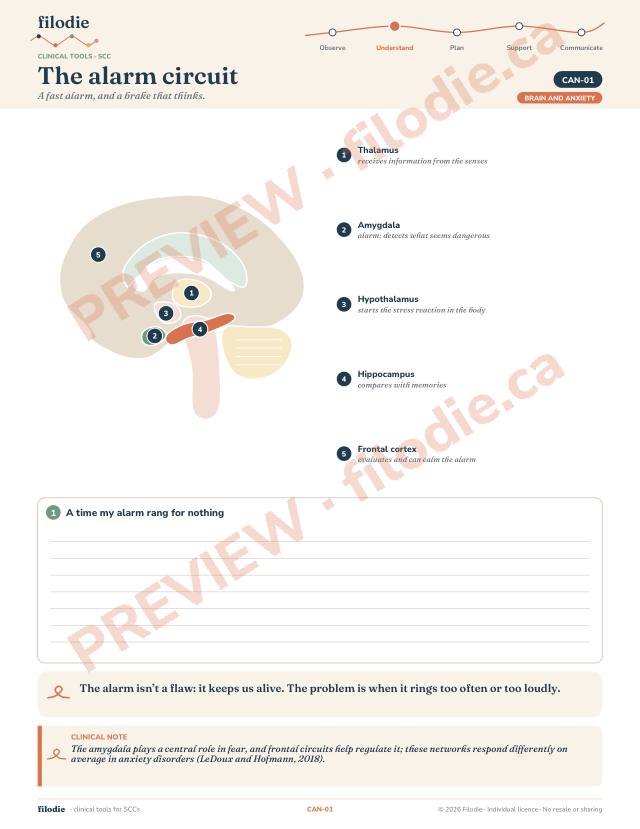 filodie
CLINICAL TOOLS · SCC
The alarm circuit
A fast alarm, and a brake that thinks.
Observe
Understand
Plan
Support
Communicate
CAN-01
BRAIN AND ANXIETY
1 Thalamus
receives information from the senses
2 Amygdala
alarm: detects what seems dangerous
3 Hypothalamus
starts the stress reaction in the body
4 Hippocampus
compares with memories
5 Frontal cortex
evaluates and can calm the alarm
5
1
3
2
4
PREVIEW · filodie.ca
PREVIEW · filodie.ca
1 A time my alarm rang for nothing
The alarm isn’t a flaw: it keeps us alive. The problem is when it rings too often or too loudly.
CLINICAL NOTE
The amygdala plays a central role in fear, and frontal circuits help regulate it; these networks respond differently on
average in anxiety disorders (LeDoux and Hofmann, 2018).
filodie · clinical tools for SCCs
CAN-01
© 2026 Filodie · Individual licence · No resale or sharing